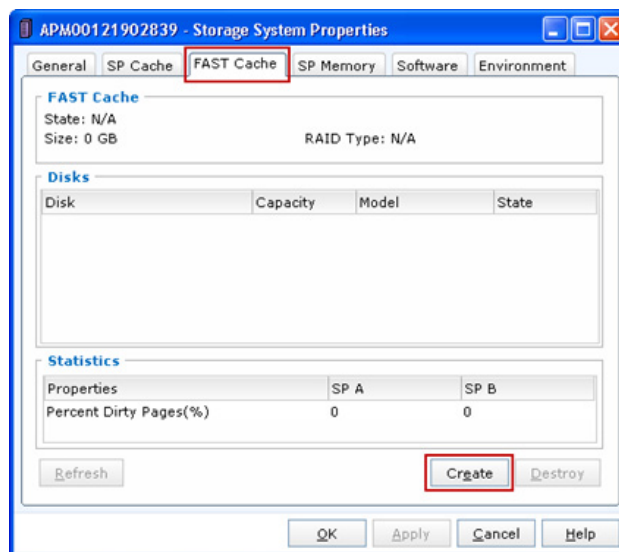 APM00121902839 - Storage System Properties
General SP Cache FAST Cache SP Memory Software Environment
FAST Cache
State: N/A
Size: 0 GB RAID Type: N/A
Disks
Disk Capacity Model State
Statistics
Properties SP A SP B
Percent Dirty Pages(%) 0 0
Refresh Create Destroy
OK Apply Cancel Help